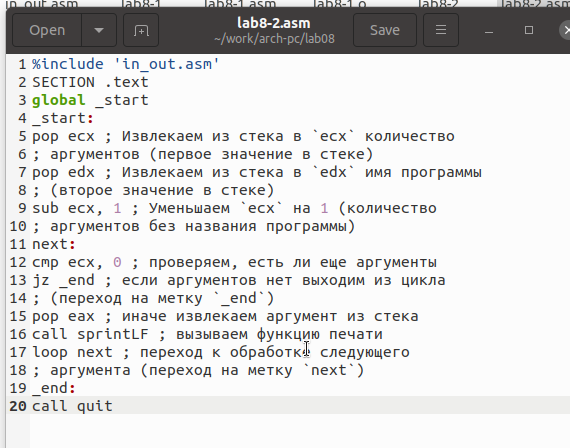 in_out.asm lab8-1 lab8-1.asm lab8-1.o lab8-2 lab8-2.asm
Open lab8-2.asm Save
~/work/arch-pc/lab08
1 %include 'in_out.asm'
2 SECTION .text
3 global _start
4 _start:
5 pop ecx ; Извлекаем из стека в `ecx` количество
6 ; аргументов (первое значение в стеке)
7 pop edx ; Извлекаем из стека в `edx` имя программы
8 ; (второе значение в стеке)
9 sub ecx, 1 ; Уменьшаем `ecx` на 1 (количество
10 ; аргументов без названия программы)
11 next:
12 cmp ecx, 0 ; проверяем, есть ли еще аргументы
13 jz _end ; если аргументов нет выходим из цикла
14 ; (переход на метку `_end`)
15 pop eax ; иначе извлекаем аргумент из стека
16 call sprintLF ; вызываем функцию печати
17 loop next ; переход к обработке следующего
18 ; аргумента (переход на метку `next`)
19 _end:
20 call quit